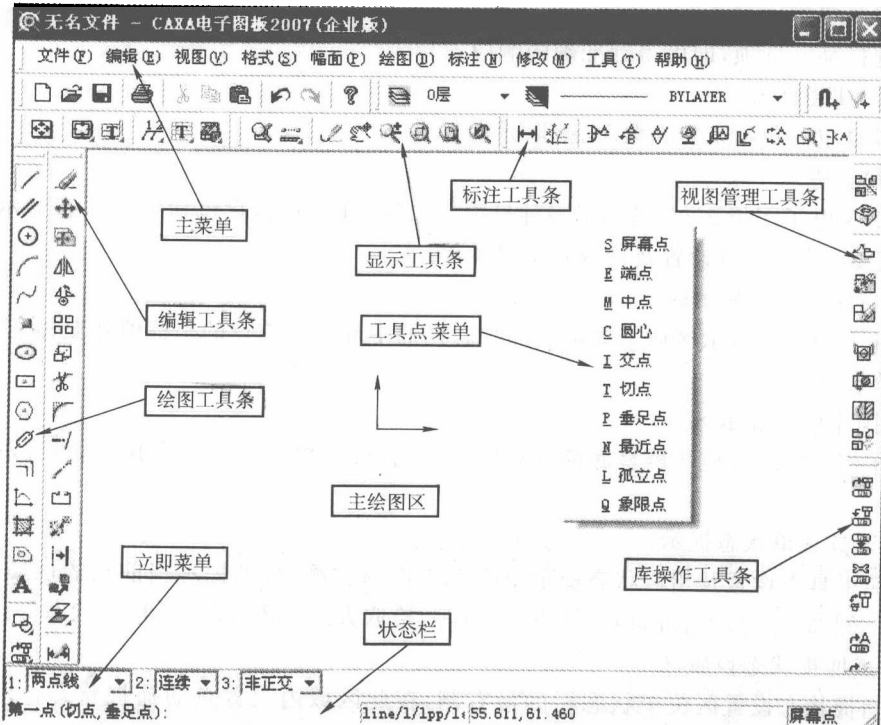 无名文件 - CAXA电子图板2007(企业版)
文件(F) 编辑(E) 视图(V) 格式(S) 幅面(P) 绘图(D) 标注(N) 修改(M) 工具(T) 帮助(H)
0层 BYLAYER
标注工具条
视图管理工具条
主菜单
显示工具条
S 屏幕点
E 端点
M 中点
C 圆心
I 交点
T 切点
P 垂足点
N 最近点
L 孤立点
Q 象限点
编辑工具条
工具点菜单
绘图工具条
主绘图区
立即菜单
库操作工具条
状态栏
1: 两点线 2: 连续 3: 非正交
第一点(切点,垂足点): line/l/lpp/l 55.611,61.460 屏幕点